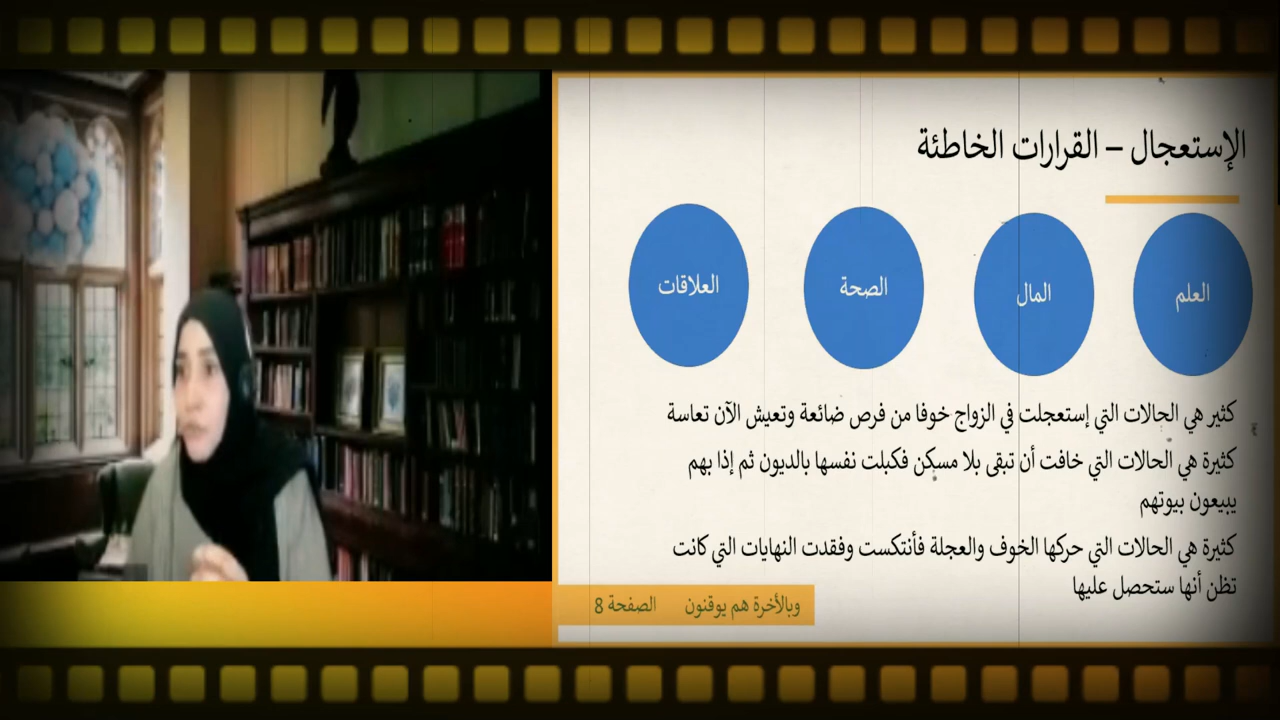 الإستعجال – القرارات الخاطئة
العلم
المال
الصحة
العلاقات
كثير هي الحالات التي إستعجلت في الزواج خوفا من فرص ضائعة وتعيش الآن تعاسة
كثيرة هي الحالات التي خافت أن تبقى بلا مسكن فكبلت نفسها بالديون ثم إذا بهم
يبيعون بيوتهم
كثيرة هي الحالات التي حركها الخوف والعجلة فأنتكست وفقدت النهايات التي كانت
تظن أنها ستحصل عليها
وبالأخرة هم يوقنون الصفحة 8